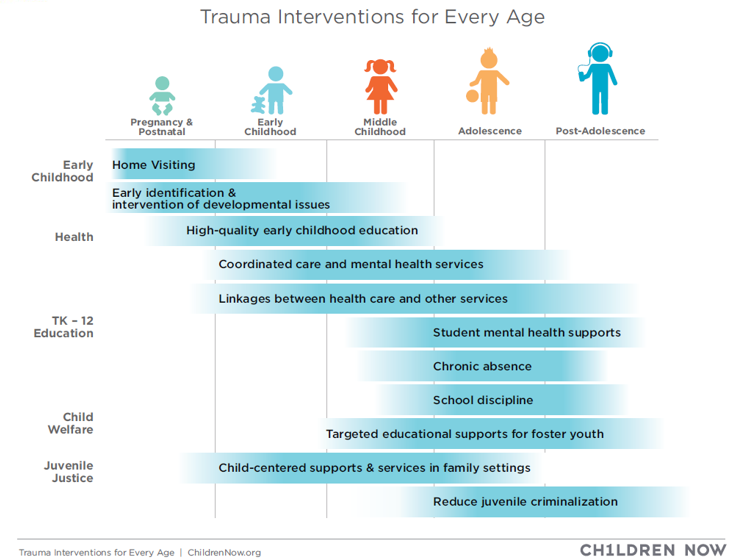 Trauma Interventions for Every Age
Pregnancy &
Postnatal
Early
Childhood
Middle
Childhood
Adolescence
Post-Adolescence
Early
Childhood
Home Visiting
Early identification &
intervention of developmental issues
Health
High-quality early childhood education
Coordinated care and mental health services
Linkages between health care and other services
TK – 12
Education
Student mental health supports
Chronic absence
School discipline
Child
Welfare
Targeted educational supports for foster youth
Juvenile
Justice
Child-centered supports & services in family settings
Reduce juvenile criminalization
Trauma Interventions for Every Age | ChildrenNow.org
CH1LDREN NOW